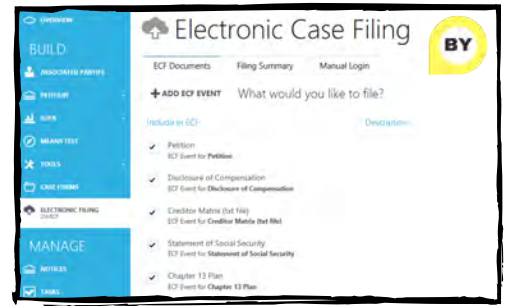 OVERVIEW
BUILD
ASSOCIATED PARTIES
PETITION
MEANS TEST
TOOLS
CASE FORMS
ELECTRONIC FILING
MANAGE
NOTICES
TASKS
Electronic Case Filing
BY
ECF Documents Filing Summary Manual Login
+ ADD ECF EVENT What would you like to file?
Include in ECF Description
Petition
ECF Event for Petition
Disclosure of Compensation
ECF Event for Disclosure of Compensation
Creditor Matrix (txt file)
ECF Event for Creditor Matrix (txt file)
Statement of Social Security
ECF Event for Statement of Social Security
Chapter 13 Plan
ECF Event for Chapter 13 Plan